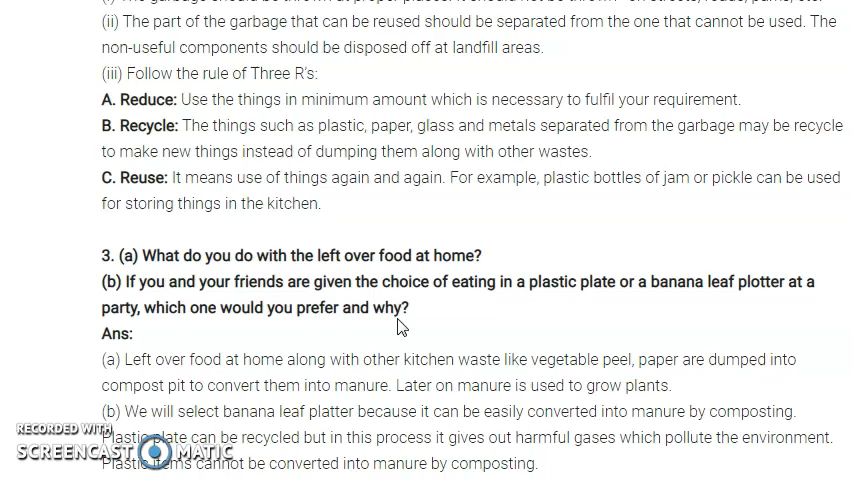 (ii) The part of the garbage that can be reused should be separated from the one that cannot be used. The
non-useful components should be disposed off at landfill areas.
(iii) Follow the rule of Three R's:
A. Reduce: Use the things in minimum amount which is necessary to fulfil your requirement.
B. Recycle: The things such as plastic, paper, glass and metals separated from the garbage may be recycle
to make new things instead of dumping them along with other wastes.
C. Reuse: It means use of things again and again. For example, plastic bottles of jam or pickle can be used
for storing things in the kitchen.
3. (a) What do you do with the left over food at home?
(b) If you and your friends are given the choice of eating in a plastic plate or a banana leaf plotter at a
party, which one would you prefer and why?
Ans:
(a) Left over food at home along with other kitchen waste like vegetable peel, paper are dumped into
compost pit to convert them into manure. Later on manure is used to grow plants.
(b) We will select banana leaf platter because it can be easily converted into manure by composting.
RECORDED WITH
Plastic plate can be recycled but in this process it gives out harmful gases which pollute the environment.
SCREENCAST MATIC
Plastic items cannot be converted into manure by composting.